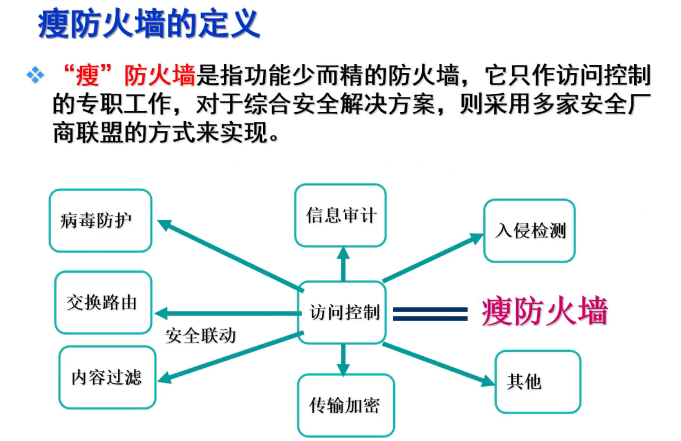 瘦防火墙的定义
“瘦”防火墙是指功能少而精的防火墙，它只作访问控制
的专职工作，对于综合安全解决方案，则采用多家安全厂
商联盟的方式来实现。
病毒防护
信息审计
入侵检测
交换路由
访问控制
瘦防火墙
安全联动
内容过滤
传输加密
其他